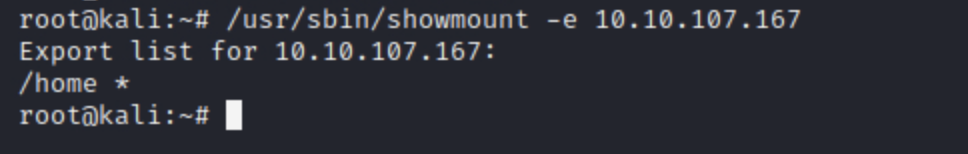 root@kali:~# /usr/sbin/showmount -e 10.10.107.167
Export list for 10.10.107.167:
/home *
root@kali:~#